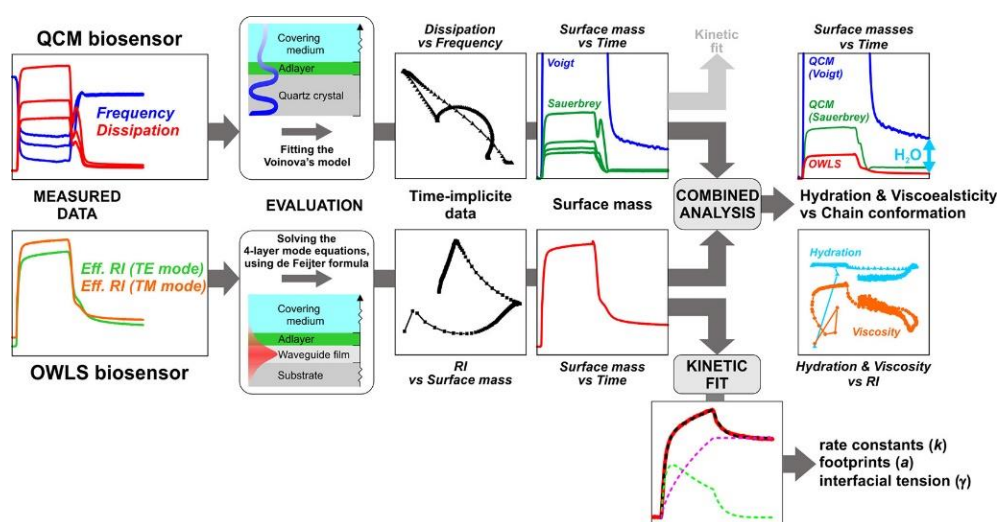 QCM biosensor
Frequency
Dissipation
MEASURED
DATA
Eff. RI (TE mode)
Eff. RI (TM mode)
OWLS biosensor
Covering
medium
Adlayer
Quartz crystal
Fitting the
Voinova's model
EVALUATION
Solving the
4-layer mode equations,
using de Feijter formula
Covering
medium
Adlayer
Waveguide film
Substrate
Dissipation
vs Frequency
Time-implicite
data
RI
vs Surface mass
Surface mass
vs Time
Voigt
Sauerbrey
Surface mass
Surface mass
vs Time
Kinetic
fit
COMBINED
ANALYSIS
KINETIC
FIT
Surface masses
vs Time
QCM
(Voigt)
QCM
(Sauerbrey)
OWLS
H₂O
Hydration & Viscoealsticity
vs Chain conformation
Hydration
Viscosity
Hydration & Viscosity
vs RI
rate constants (k)
footprints (a)
interfacial tension (γ)